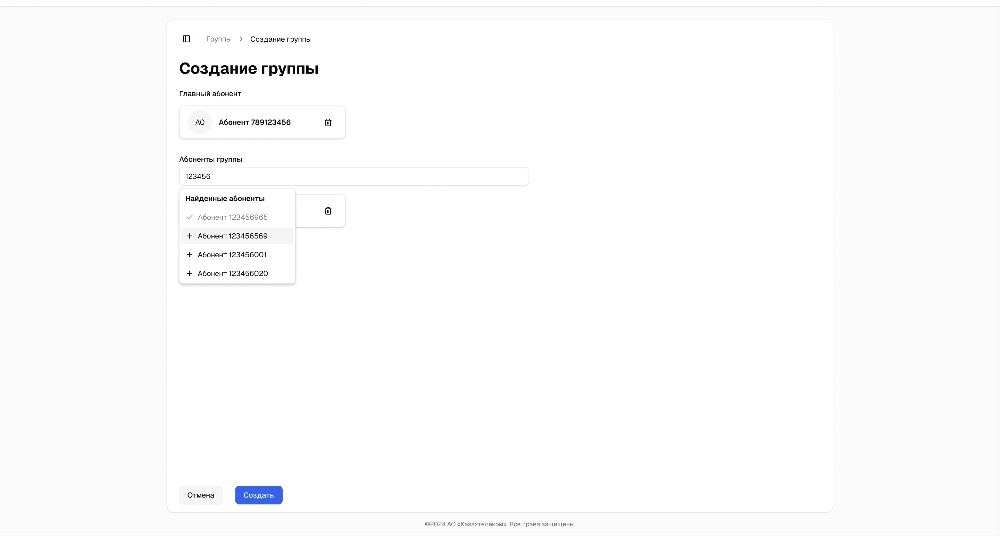 Группы > Создание группы
Создание группы
Главный абонент
АО Абонент 789123456
Абоненты группы
123456
Найденные абоненты
Абонент 123456965
Абонент 123456569
Абонент 123456001
Абонент 123456020
Отмена Создать
©2024 АО «Казахтелеком». Все права защищены